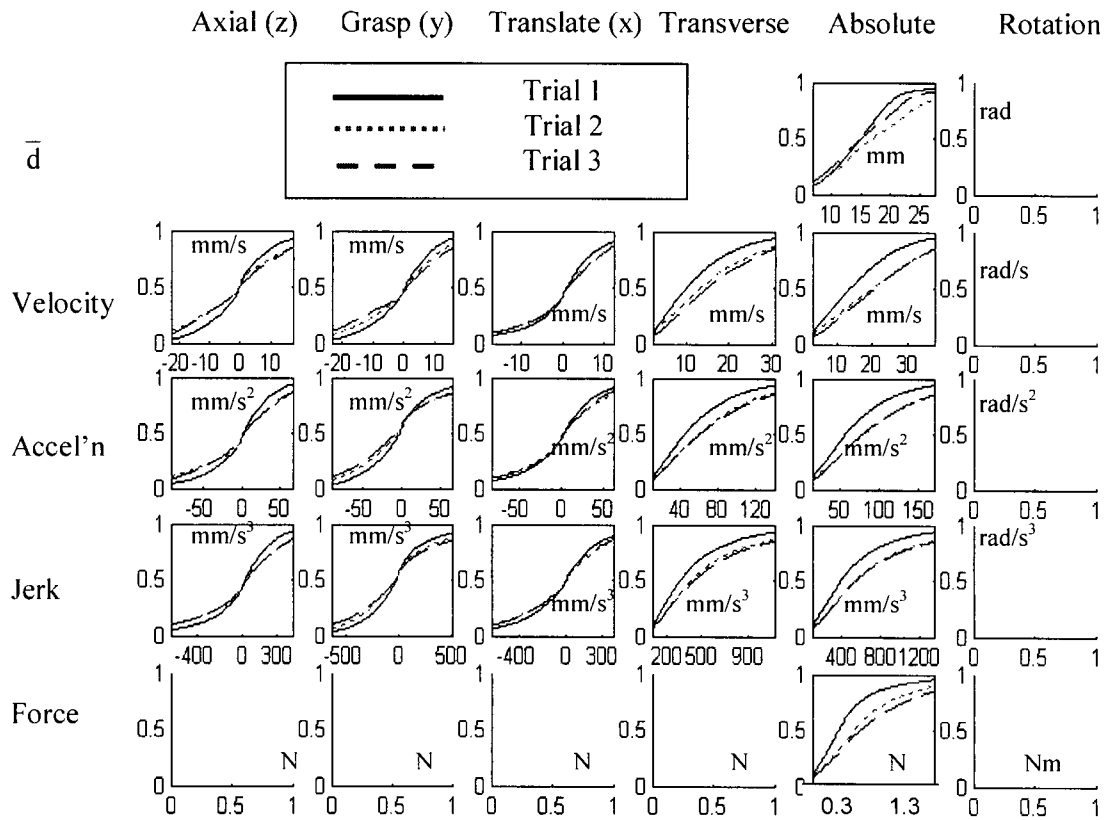 Axial (z) Grasp (y) Translate (x) Transverse Absolute Rotation
Trial 1
Trial 2
Trial 3
d̅
1 0.5 0 mm 10 15 20 25
1 0.5 0 rad 0 0.5 1
Velocity
1 0.5 0 mm/s -20 -10 0 10
1 0.5 0 mm/s -20 -10 0 10
1 0.5 0 mm/s -10 0 10
1 0.5 0 mm/s 10 20 30
1 0.5 0 mm/s 10 20 30
1 0.5 0 rad/s 0 0.5 1
Accel'n
1 0.5 0 mm/s² -50 0 50
1 0.5 0 mm/s² -50 0 50
1 0.5 0 mm/s² -50 0 50
1 0.5 0 mm/s² 40 80 120
1 0.5 0 mm/s² 50 100 150
1 0.5 0 rad/s² 0 0.5 1
Jerk
1 0.5 0 mm/s³ -400 0 300
1 0.5 0 mm/s³ -500 0 500
1 0.5 0 mm/s³ -400 0 300
1 0.5 0 mm/s³ 200 500 900
1 0.5 0 mm/s³ 400 800 1200
1 0.5 0 rad/s³ 0 0.5 1
Force
1 0.5 0 N 0 0.5 1
1 0.5 0 N 0 0.5 1
1 0.5 0 N 0 0.5 1
1 0.5 0 N 0 0.5 1
1 0.5 0 N 0.3 1.3
1 0.5 0 Nm 0 0.5 1